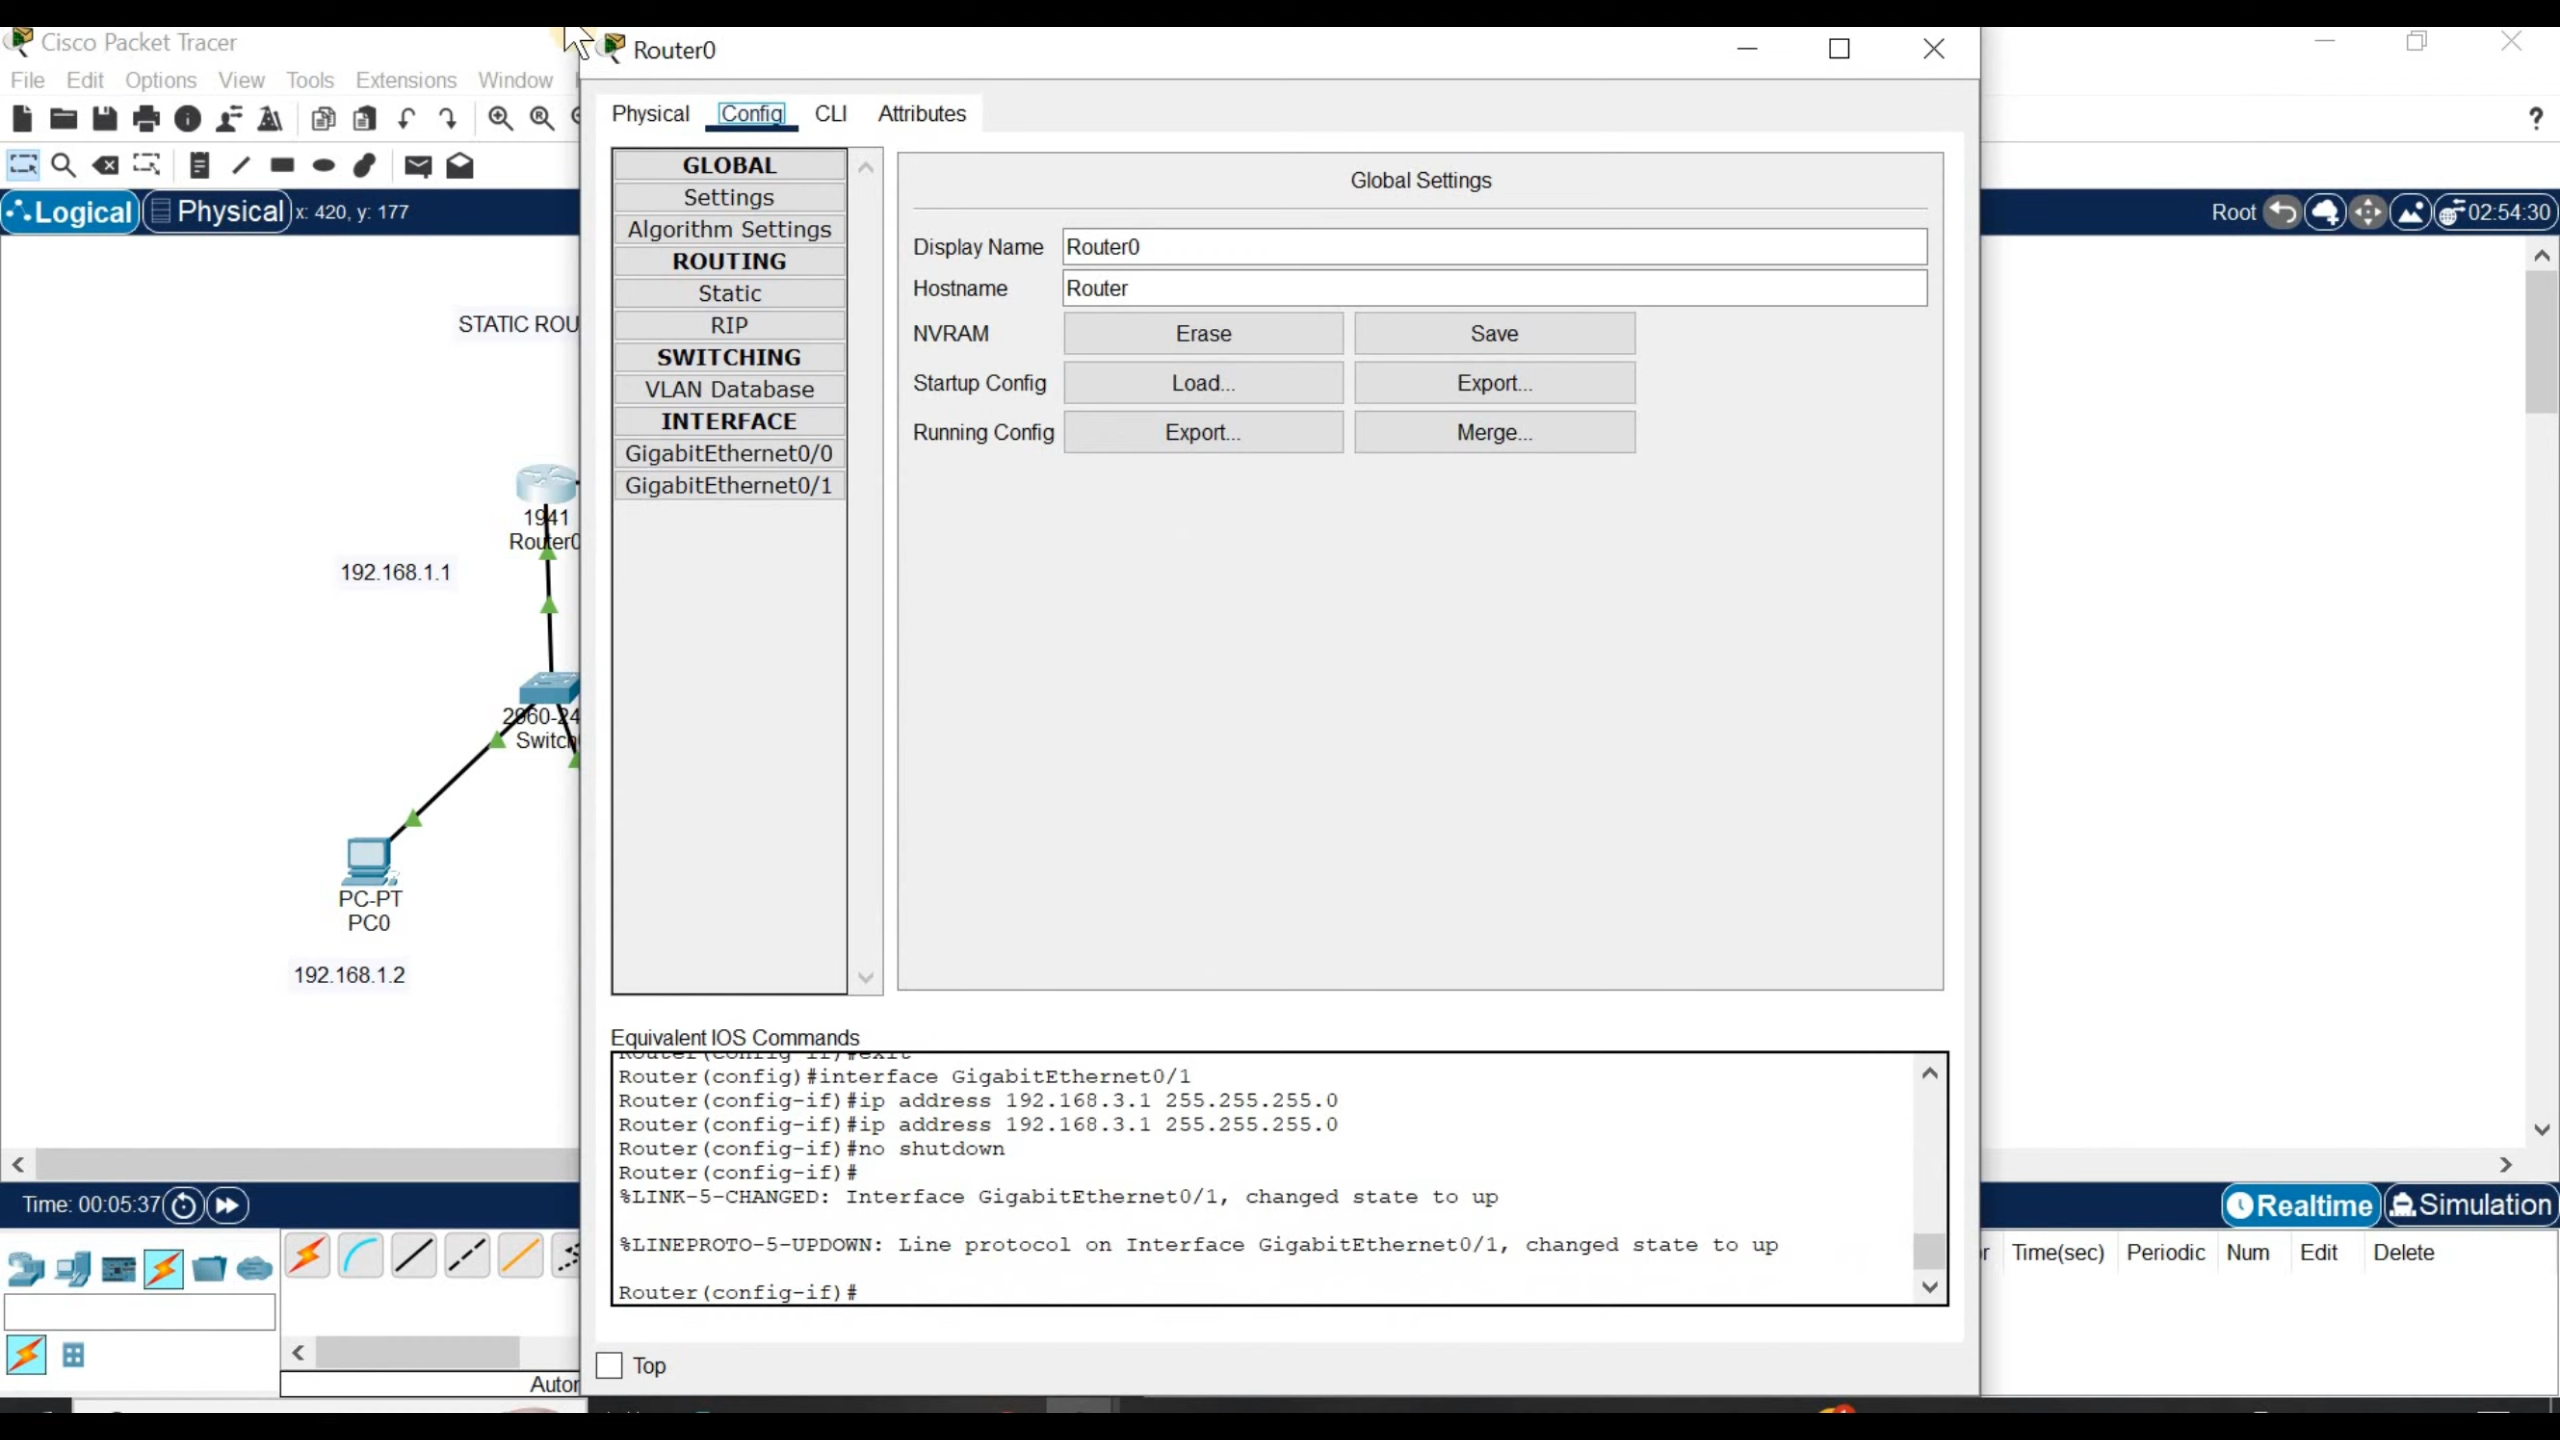 Cisco Packet Tracer
Router0
File Edit Options View Tools Extensions Window
Physical Config CLI Attributes
?
Logical Physical x: 420, y: 177
Root 02:54:30
GLOBAL
Settings
Algorithm Settings
ROUTING
Static
RIP
SWITCHING
VLAN Database
INTERFACE
GigabitEthernet0/0
GigabitEthernet0/1
Global Settings
Display Name Router0
Hostname Router
NVRAM Erase Save
Startup Config Load... Export...
Running Config Export... Merge...
STATIC ROU
1941
Router0
192.168.1.1
2960-24
Switch
PC-PT
PC0
192.168.1.2
Equivalent IOS Commands
Router(config-if)#exit
Router(config)#interface GigabitEthernet0/1
Router(config-if)#ip address 192.168.3.1 255.255.255.0
Router(config-if)#ip address 192.168.3.1 255.255.255.0
Router(config-if)#no shutdown
Router(config-if)#
%LINK-5-CHANGED: Interface GigabitEthernet0/1, changed state to up
%LINEPROTO-5-UPDOWN: Line protocol on Interface GigabitEthernet0/1, changed state to up
Router(config-if)#
Top
Time: 00:05:37
Realtime Simulation
Time(sec) Periodic Num Edit Delete